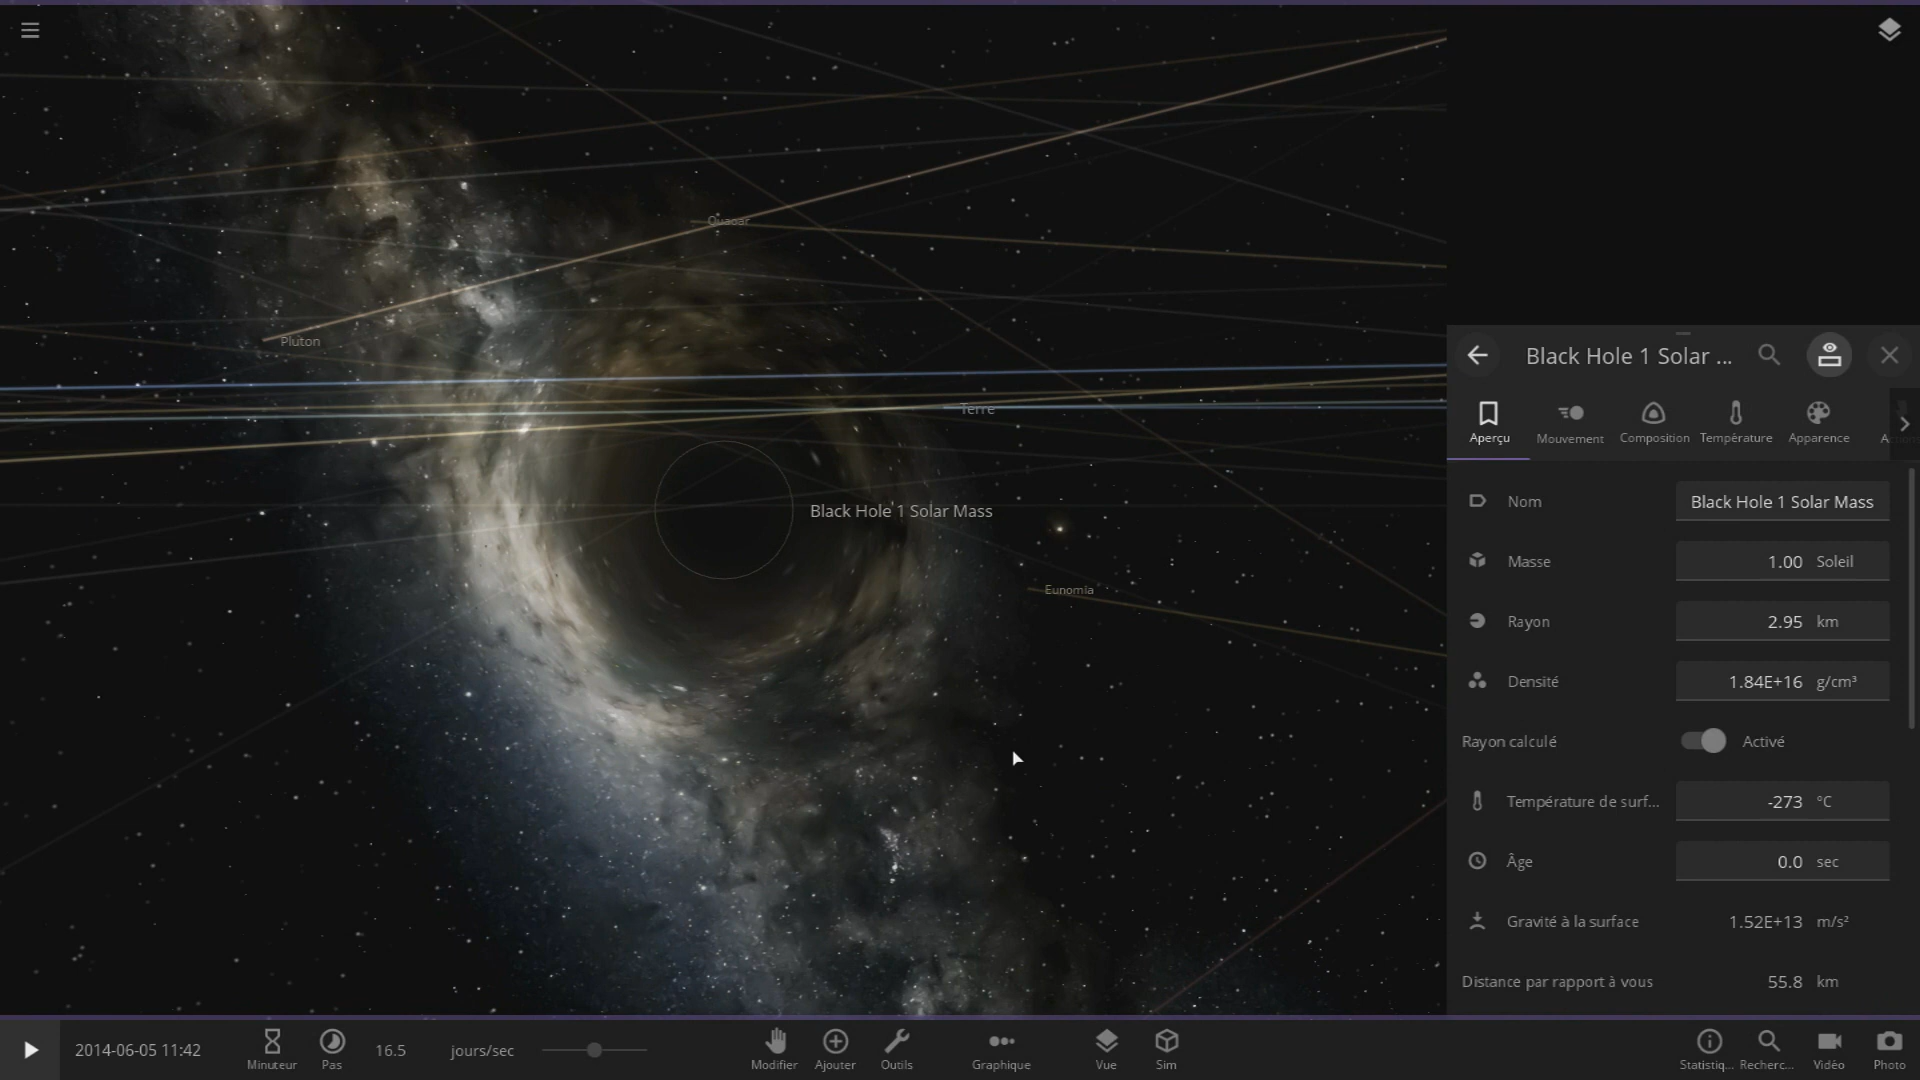 Quaoar
Pluton
Terre
Black Hole 1 Solar Mass
Eunomia
Black Hole 1 Solar ...
Aperçu
Mouvement
Composition
Température
Apparence
Nom
Black Hole 1 Solar Mass
Masse
1.00 Soleil
Rayon
2.95 km
Densité
1.84E+16 g/cm³
Rayon calculé
Activé
Température de surf...
-273 °C
Âge
0.0 sec
Gravité à la surface
1.52E+13 m/s²
Distance par rapport à vous
55.8 km
2014-06-05 11:42
Minuteur
Pas
16.5 jours/sec
Modifier
Ajouter
Outils
Graphique
Vue
Sim
Statistiq...
Recherc...
Vidéo
Photo